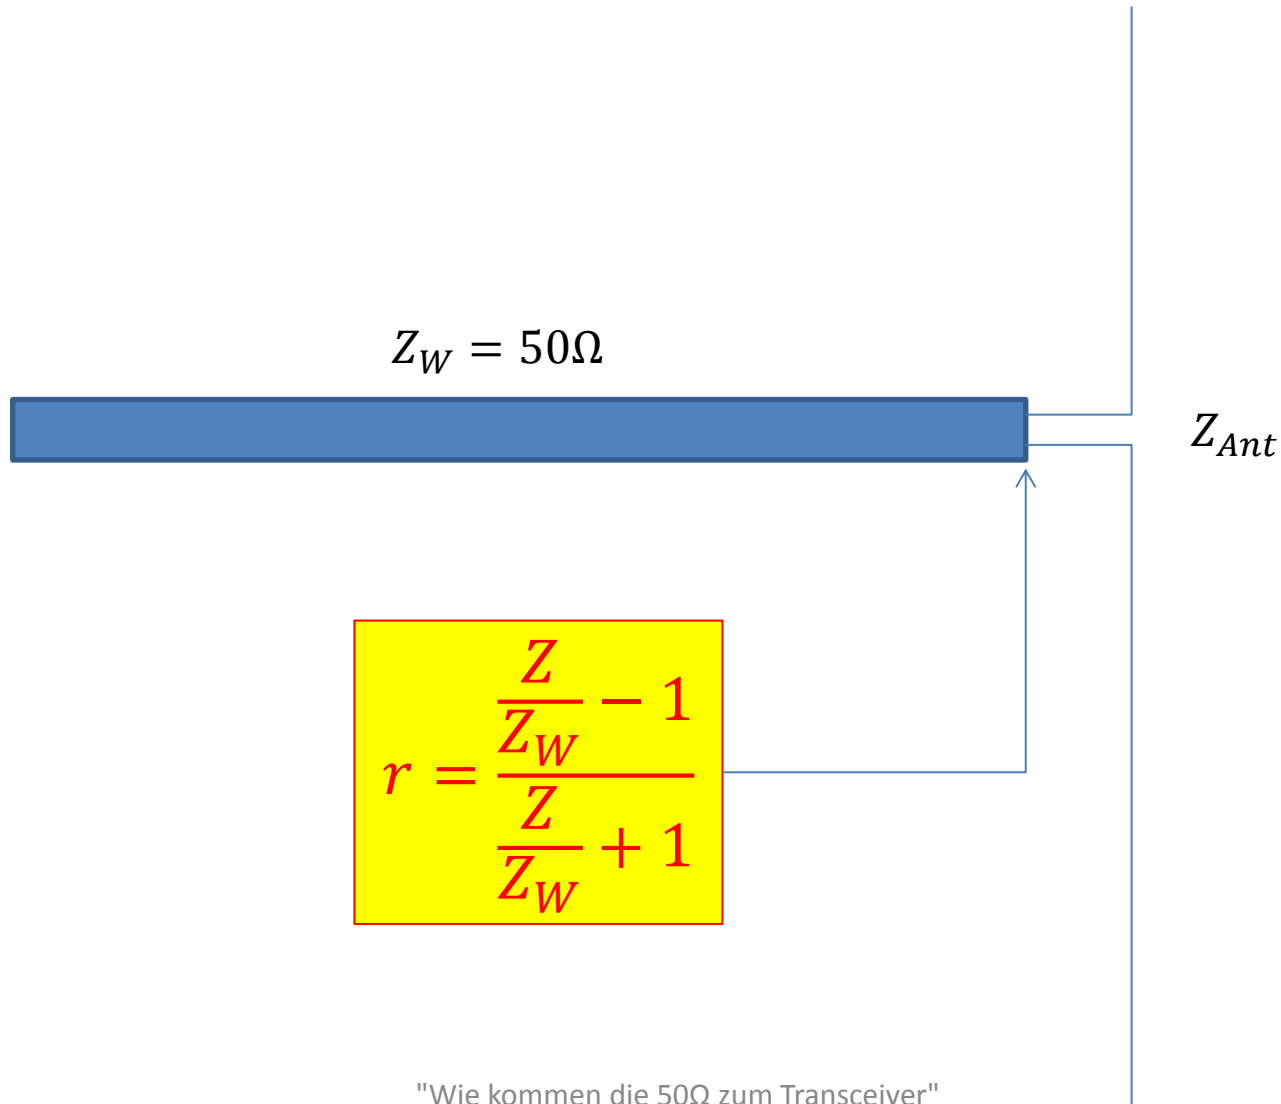 Z_W = 50Ω
Z_Ant
r = (Z/Z_W − 1)/(Z/Z_W + 1)
"Wie kommen die 50Ω zum Transceiver"